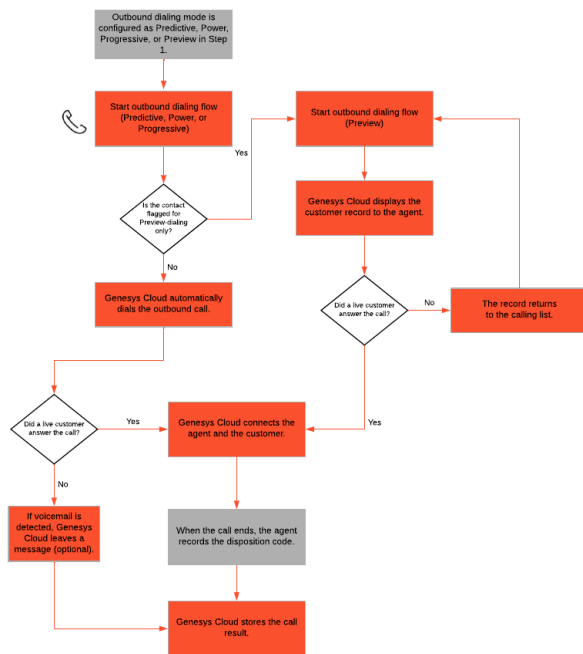 Outbound dialing mode is
configured as Predictive, Power,
Progressive, or Preview in Step
1.
Start outbound dialing flow
(Predictive, Power, or
Progressive)
Start outbound dialing flow
(Preview)
Yes
Is the contact
flagged for
Preview-dialing
only?
Genesys Cloud displays the
customer record to the agent.
No
Genesys Cloud automatically
dials the outbound call.
Did a live customer
answer the call?
No
The record returns
to the calling list.
Did a live customer
answer the call?
Yes
Genesys Cloud connects the
agent and the customer.
Yes
No
If voicemail is
detected, Genesys
Cloud leaves a
message (optional).
When the call ends, the agent
records the disposition code.
Genesys Cloud stores the call
result.